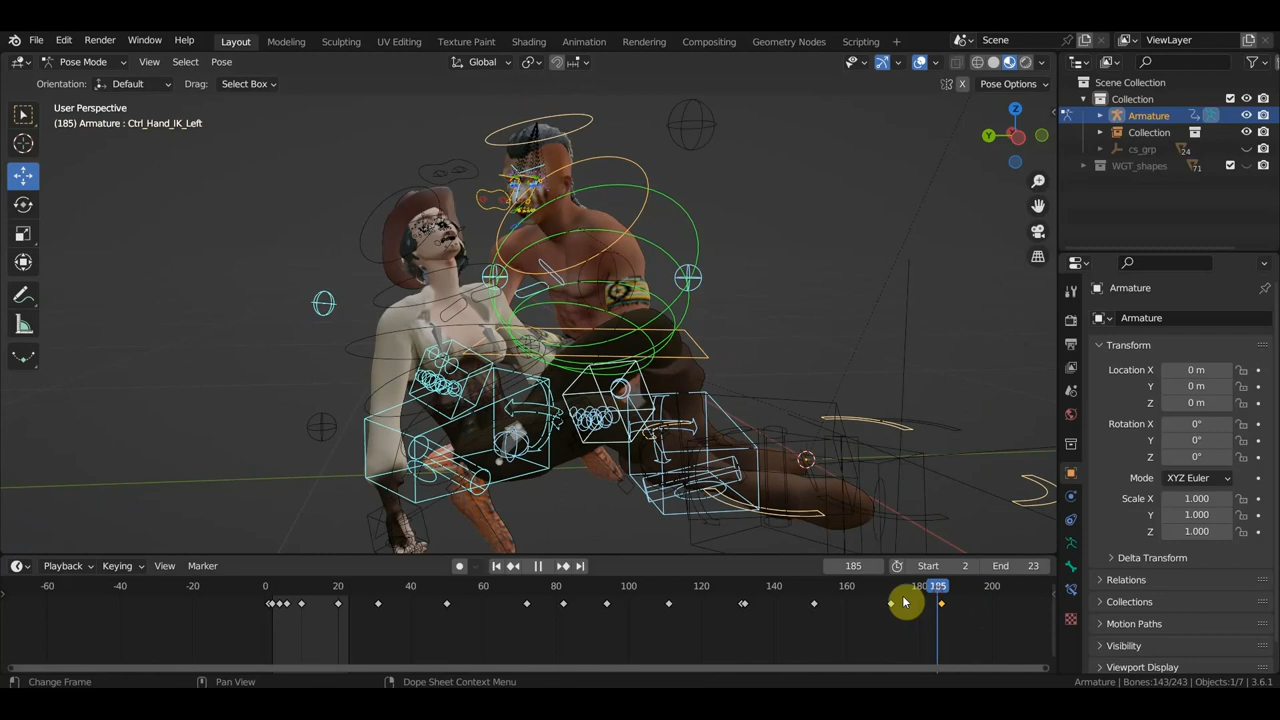 File Edit Render Window Help Layout Modeling Sculpting UV Editing Texture Paint Shading Animation Rendering Compositing Geometry Nodes Scripting + Scene ViewLayer
Pose Mode View Select Pose Global
Orientation: Default Drag: Select Box X Pose Options
User Perspective
(185) Armature : Ctrl_Hand_IK_Left
Z
Y
Scene Collection
Collection
Armature
Collection
cs_grp 24
WGT_shapes 71
Armature
Armature
Transform
Location X 0 m
Y 0 m
Z 0 m
Rotation X 0°
Y 0°
Z 0°
Mode XYZ Euler
Scale X 1.000
Y 1.000
Z 1.000
Delta Transform
Relations
Collections
Motion Paths
Visibility
Viewport Display
Playback Keying View Marker 185 Start 2 End 23
-40 -20 0 20 40 60 80 100 120 140 160 180 185 200
Change Frame Pan View Dope Sheet Context Menu Armature | Bones:143/243 | Objects:1/7 | 3.6.1